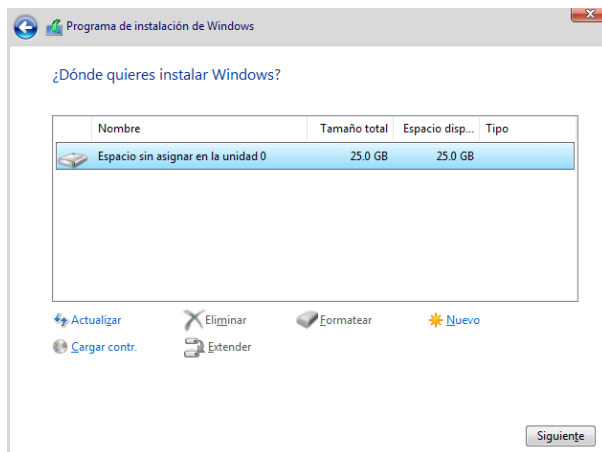 Programa de instalación de Windows
¿Dónde quieres instalar Windows?
Nombre Tamaño total Espacio disp... Tipo
Espacio sin asignar en la unidad 0 25.0 GB 25.0 GB
Actualizar Eliminar Formatear Nuevo
Cargar contr. Extender
Siguiente